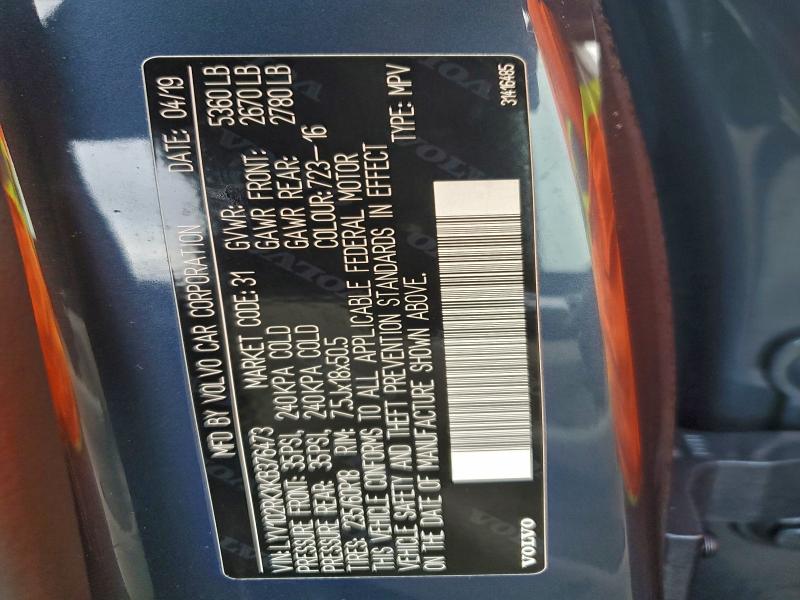 MFD BY VOLVO CAR CORPORATION DATE: 04/19
VIN: LYV102RKXKB376473 MARKET CODE: 31 GVWR: 5360 LB
PRESSURE FRONT: 35PSI, 240KPA COLD GAWR FRONT: 2670 LB
PRESSURE REAR: 35PSI, 240KPA COLD GAWR REAR: 2780 LB
TIRES: 235/60R18 RIM: 7.5Jx18x50.5 COLOUR: 723-16
THIS VEHICLE CONFORMS TO ALL APPLICABLE FEDERAL MOTOR
VEHICLE SAFETY AND THEFT PREVENTION STANDARDS IN EFFECT
ON THE DATE OF MANUFACTURE SHOWN ABOVE. TYPE: MPV
VOLVO 31416485